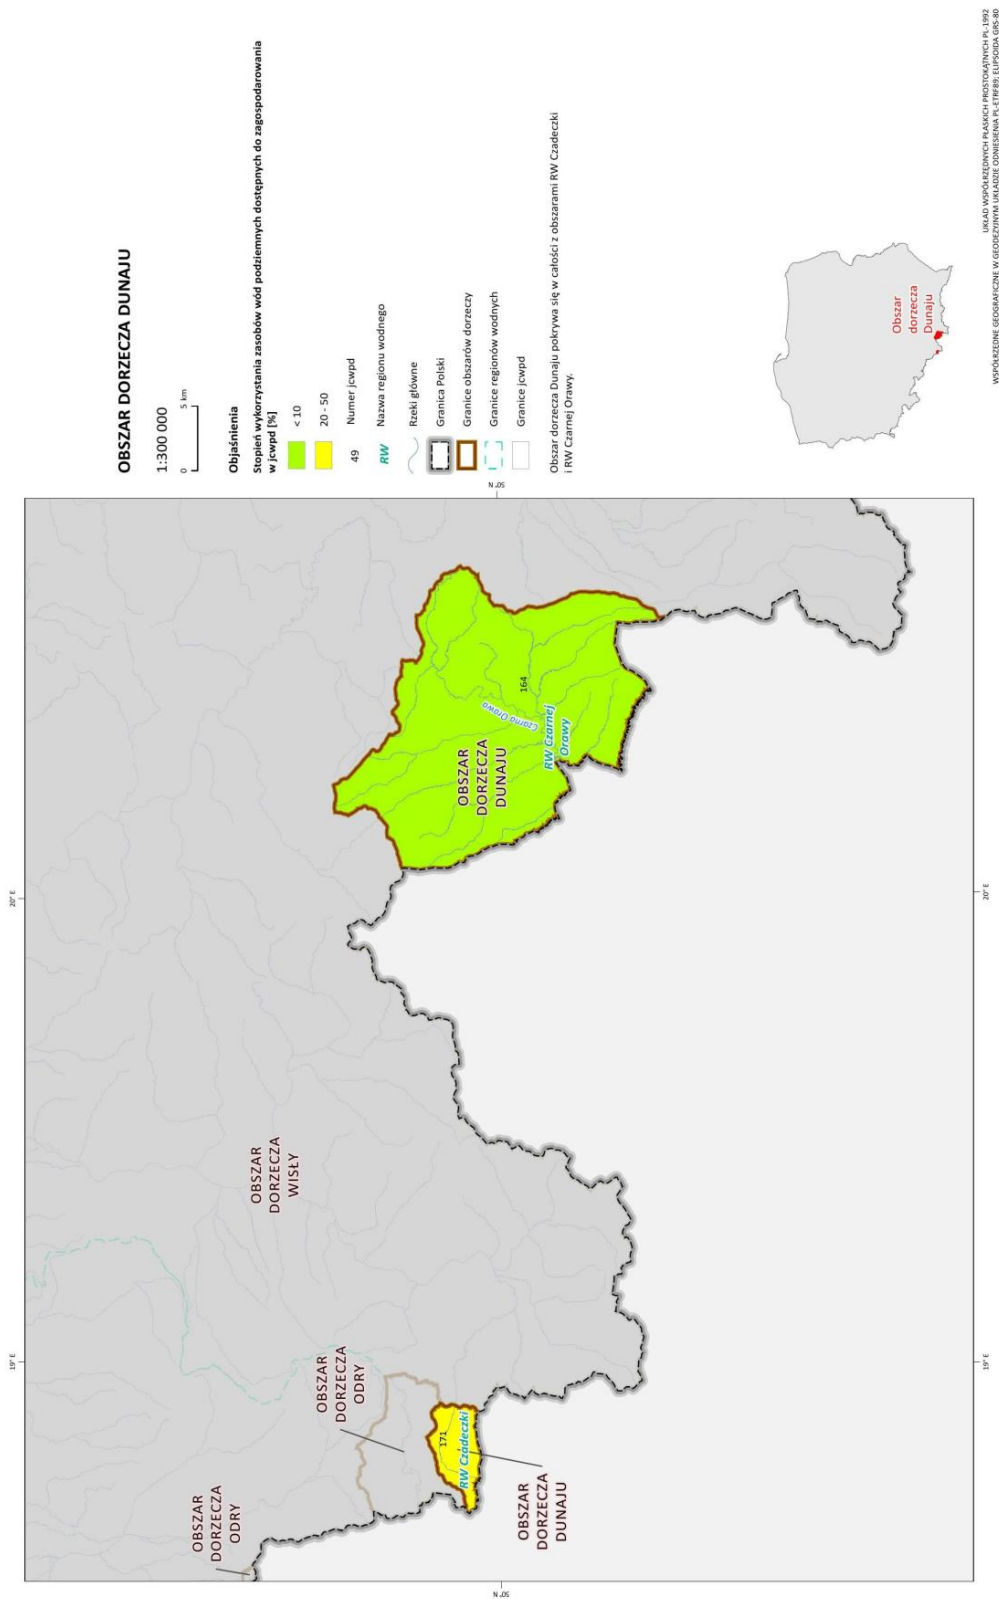 OBSZAR DORZECZA DUNAJU
1:300 000
0 5 km
Objaśnienia
Stopień wykorzystania zasobów wód podziemnych dostępnych do zagospodarowania
w jcwpd [%]
< 10
20 - 50
49 Numer jcwpd
RW Nazwa regionu wodnego
Rzeki główne
Granica Polski
Granice obszarów dorzeczy
Granice regionów wodnych
Granice jcwpd
Obszar dorzecza Dunaju pokrywa się w całości z obszarami RW Czadeczki
i RW Czarnej Orawy.
Obszar
dorzecza
Dunaju
UKŁAD WSPÓŁRZĘDNYCH PŁASKICH PROSTOKĄTNYCH PL-1992
WSPÓŁRZĘDNE GEOGRAFICZNE W GEODEZYJNYM UKŁADZIE ODNIESIENIA PL-ETRF89; ELIPSOIDA GRS-80
19° E
20° E
50° N
OBSZAR
DORZECZA
ODRY
OBSZAR
DORZECZA
ODRY
OBSZAR
DORZECZA
WISŁY
171
RW Czadeczki
OBSZAR
DORZECZA
DUNAJU
OBSZAR
DORZECZA
DUNAJU
Czarna Orawa
164
RW Czarnej
Orawy
50° N
19° E
20° E